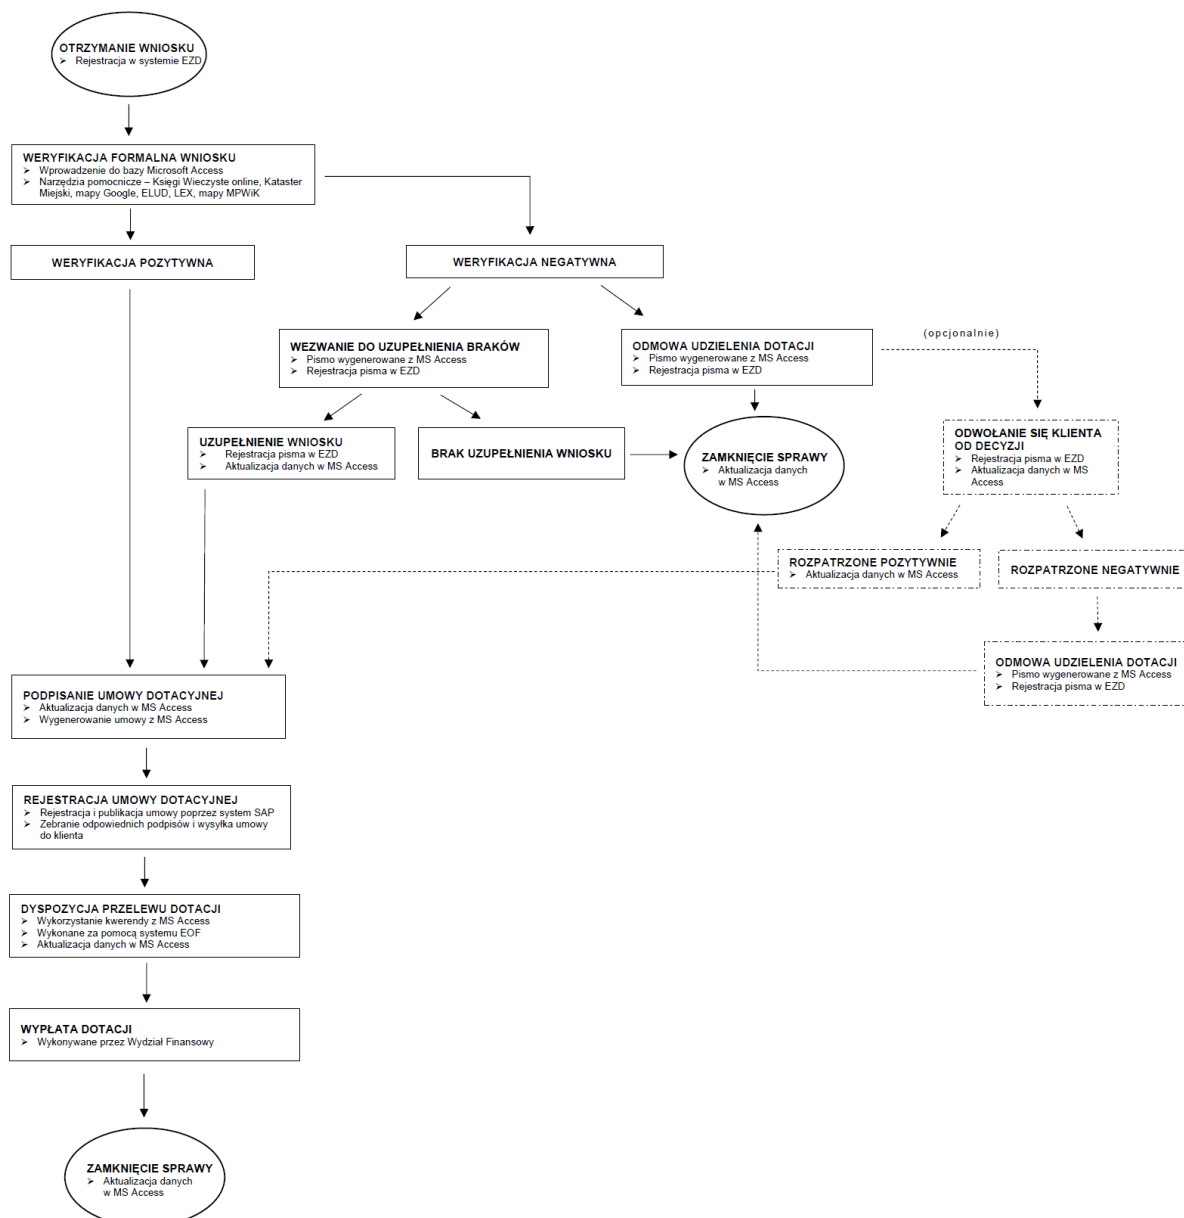 OTRZYMANIE WNIOSKU
➤ Rejestracja w systemie EZD
WERYFIKACJA FORMALNA WNIOSKU
➤ Wprowadzenie do bazy Microsoft Access
➤ Narzędzia pomocnicze – Księgi Wieczyste online, Kataster
Miejski, mapy Google, ELUD, LEX, mapy MPWiK
WERYFIKACJA POZYTYWNA
WERYFIKACJA NEGATYWNA
WEZWANIE DO UZUPEŁNIENIA BRAKÓW
➤ Pismo wygenerowane z MS Access
➤ Rejestracja pisma w EZD
ODMOWA UDZIELENIA DOTACJI
➤ Pismo wygenerowane z MS Access
➤ Rejestracja pisma w EZD
(opcjonalnie)
UZUPEŁNIENIE WNIOSKU
➤ Rejestracja pisma w EZD
➤ Aktualizacja danych w MS Access
BRAK UZUPEŁNIENIA WNIOSKU
ZAMKNIĘCIE SPRAWY
➤ Aktualizacja danych
w MS Access
ODWOŁANIE SIĘ KLIENTA
OD DECYZJI
➤ Rejestracja pisma w EZD
➤ Aktualizacja danych w MS
Access
ROZPATRZONE POZYTYWNIE
➤ Aktualizacja danych w MS Access
ROZPATRZONE NEGATYWNIE
ODMOWA UDZIELENIA DOTACJI
➤ Pismo wygenerowane z MS Access
➤ Rejestracja pisma w EZD
PODPISANIE UMOWY DOTACYJNEJ
➤ Aktualizacja danych w MS Access
➤ Wygenerowanie umowy z MS Access
REJESTRACJA UMOWY DOTACYJNEJ
➤ Rejestracja i publikacja umowy poprzez system SAP
➤ Zebranie odpowiednich podpisów i wysyłka umowy
do klienta
DYSPOZYCJA PRZELEWU DOTACJI
➤ Wykorzystanie kwerendy z MS Access
➤ Wykonane za pomocą systemu EOF
➤ Aktualizacja danych w MS Access
WYPŁATA DOTACJI
➤ Wykonywane przez Wydział Finansowy
ZAMKNIĘCIE SPRAWY
➤ Aktualizacja danych
w MS Access